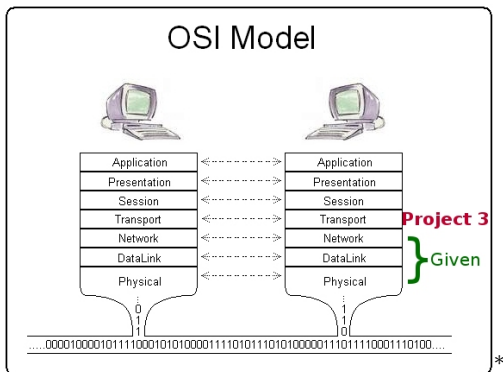 OSI Model
Application Application
Presentation Presentation
Session Session
Transport Transport Project 3
Network Network
DataLink DataLink Given
Physical Physical
0 1
1 1
1 0
.....0000100001011110001010100001111010111010100000111011110001110100....
*